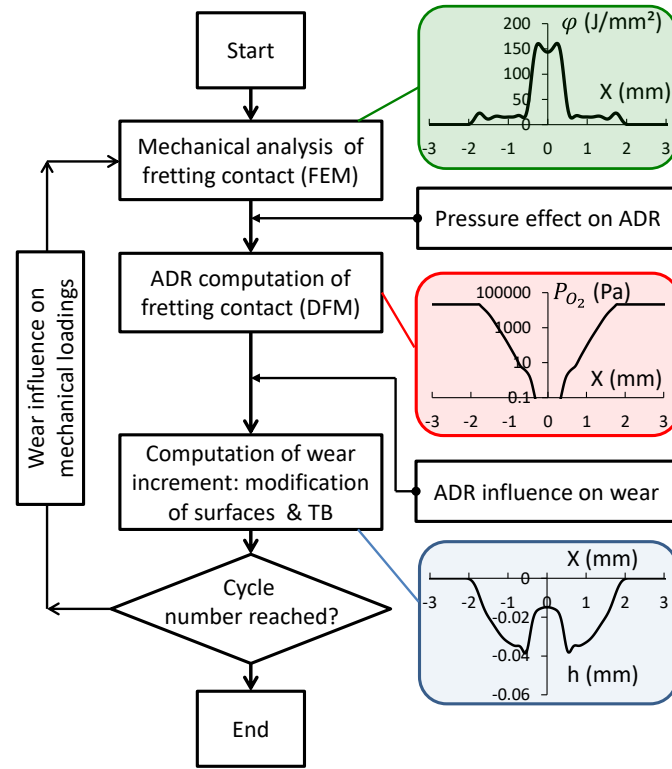 Start
φ (J/mm²)
200
150
100
50
0
X (mm)
-3 -2 -1 0 1 2 3
Mechanical analysis of
fretting contact (FEM)
Pressure effect on ADR
ADR computation of
fretting contact (DFM)
P_O₂ (Pa)
100000
1000
10
0.1
X (mm)
-3 -2 -1 0 1 2 3
Wear influence on
mechanical loadings
Computation of wear
increment: modification
of surfaces & TB
ADR influence on wear
X (mm)
0
-3 -2 -1 0 1 2 3
-0.02
-0.04
-0.06
h (mm)
Cycle
number reached?
End